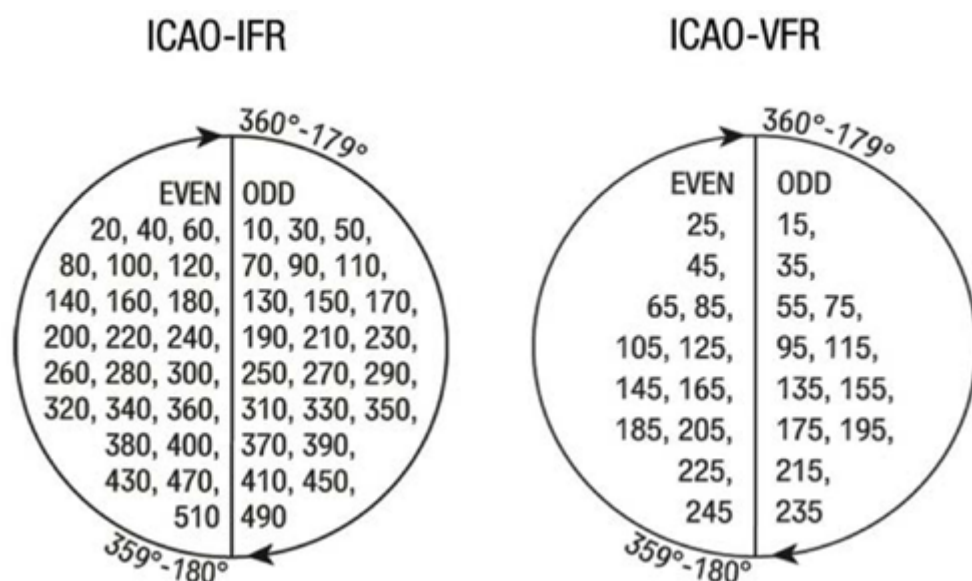 ICAO-IFR
360°-179°
EVEN ODD
20, 40, 60, 10, 30, 50,
80, 100, 120, 70, 90, 110,
140, 160, 180, 130, 150, 170,
200, 220, 240, 190, 210, 230,
260, 280, 300, 250, 270, 290,
320, 340, 360, 310, 330, 350,
380, 400, 370, 390,
430, 470, 410, 450,
510 490
359°-180°
ICAO-VFR
360°-179°
EVEN ODD
25, 15,
45, 35,
65, 85, 55, 75,
105, 125, 95, 115,
145, 165, 135, 155,
185, 205, 175, 195,
225, 215,
245 235
359°-180°